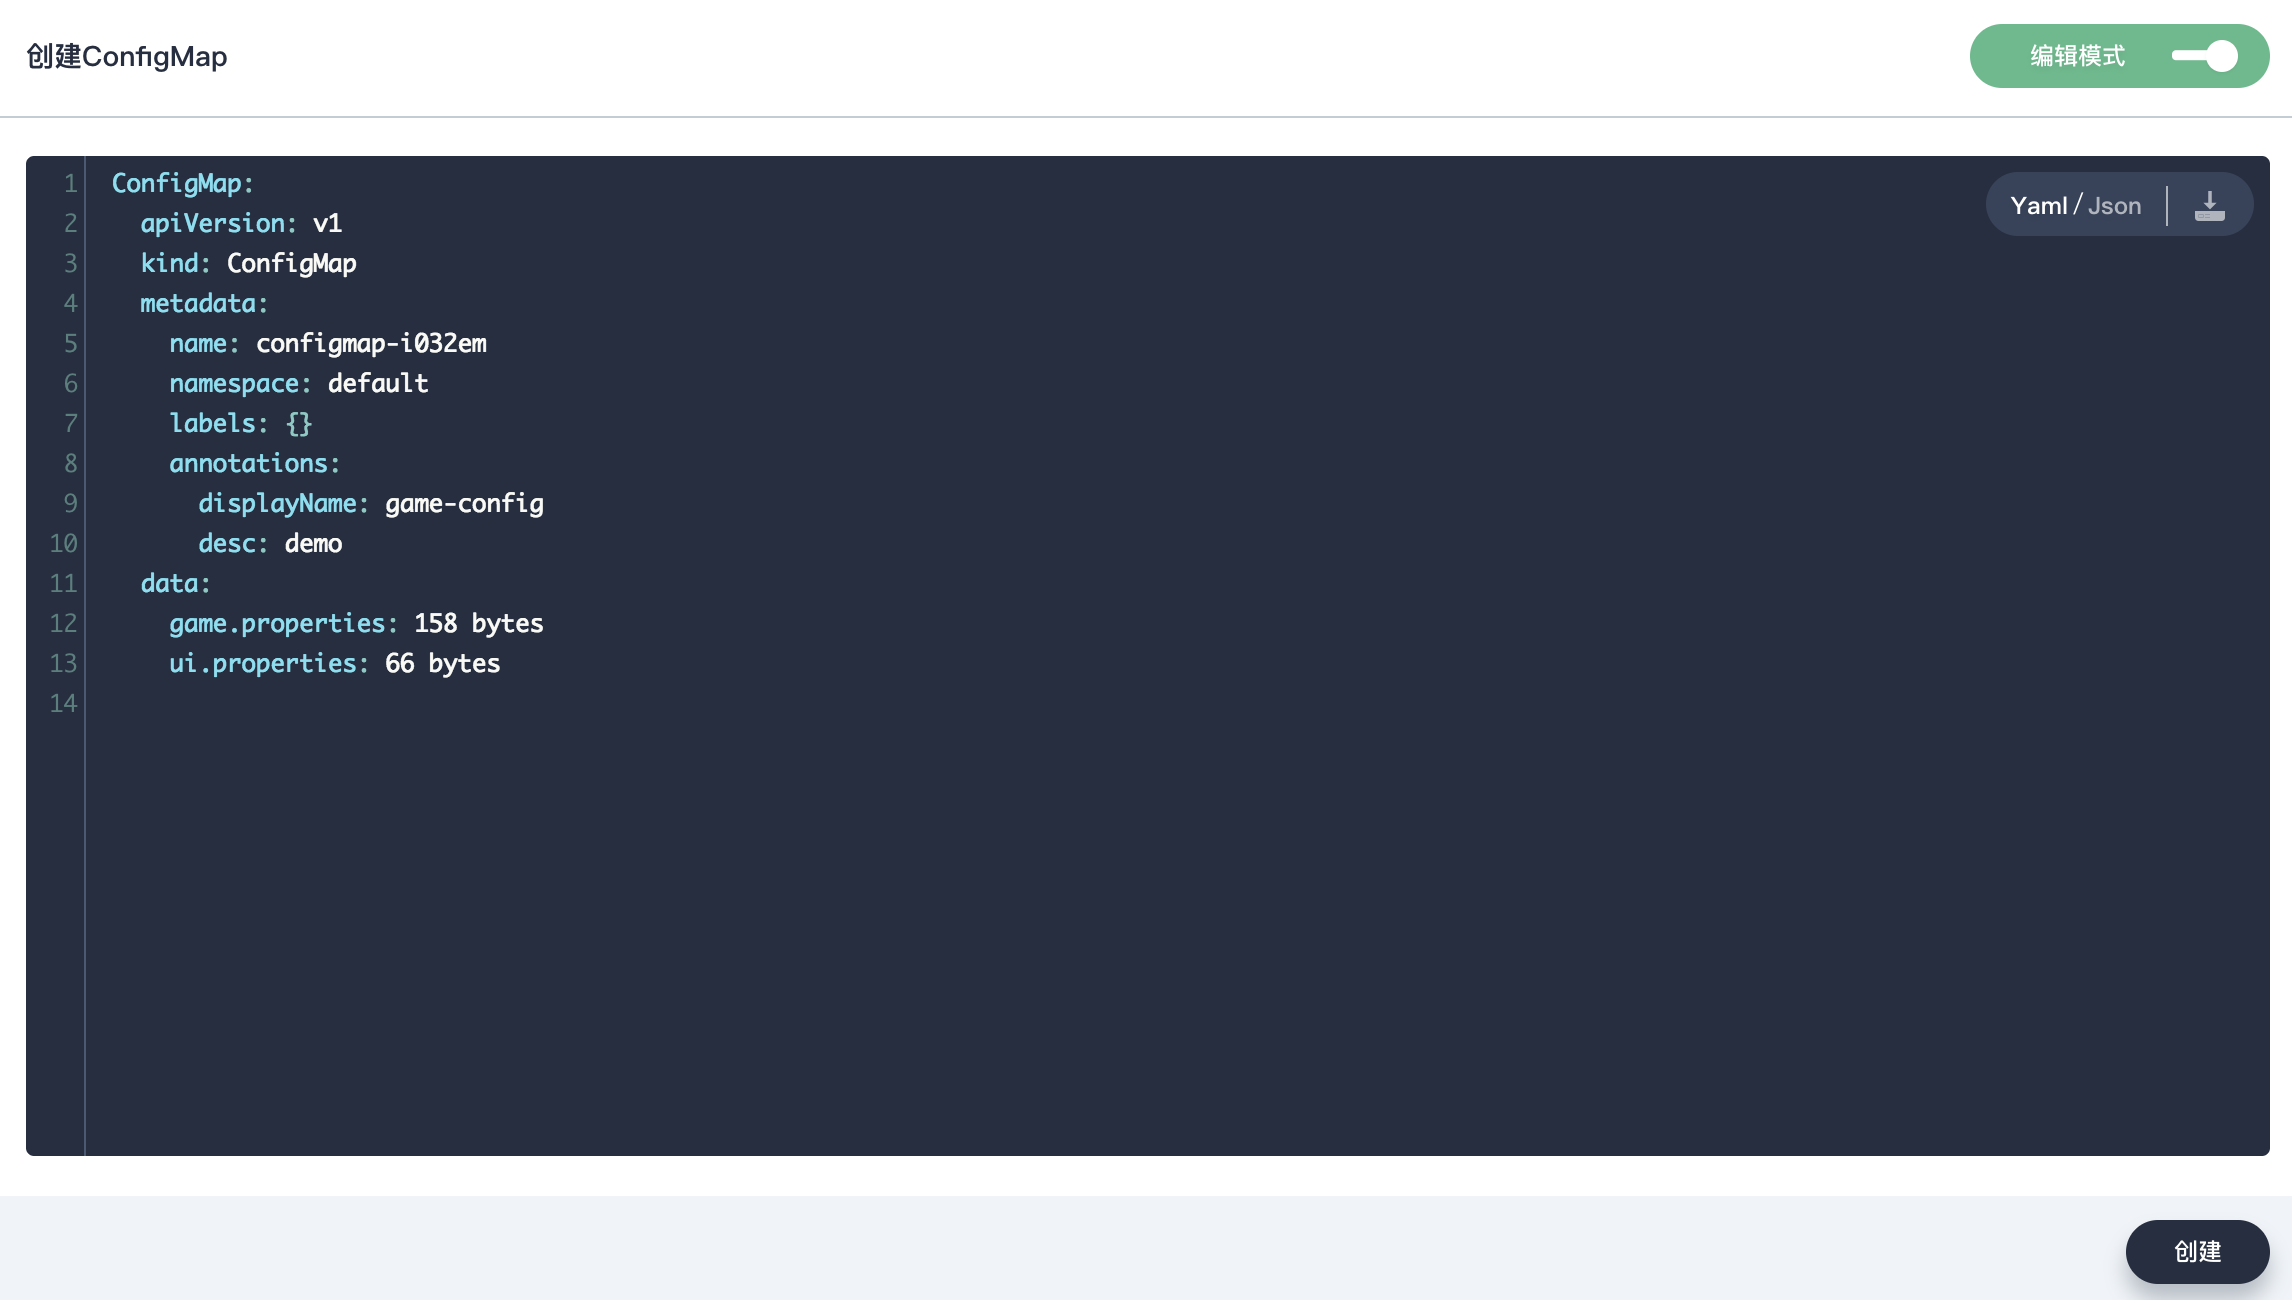 创建ConfigMap
编辑模式
Yaml / Json
1 ConfigMap:
2   apiVersion: v1
3   kind: ConfigMap
4   metadata:
5     name: configmap-i032em
6     namespace: default
7     labels: {}
8     annotations:
9       displayName: game-config
10       desc: demo
11   data:
12     game.properties: 158 bytes
13     ui.properties: 66 bytes
14
创建